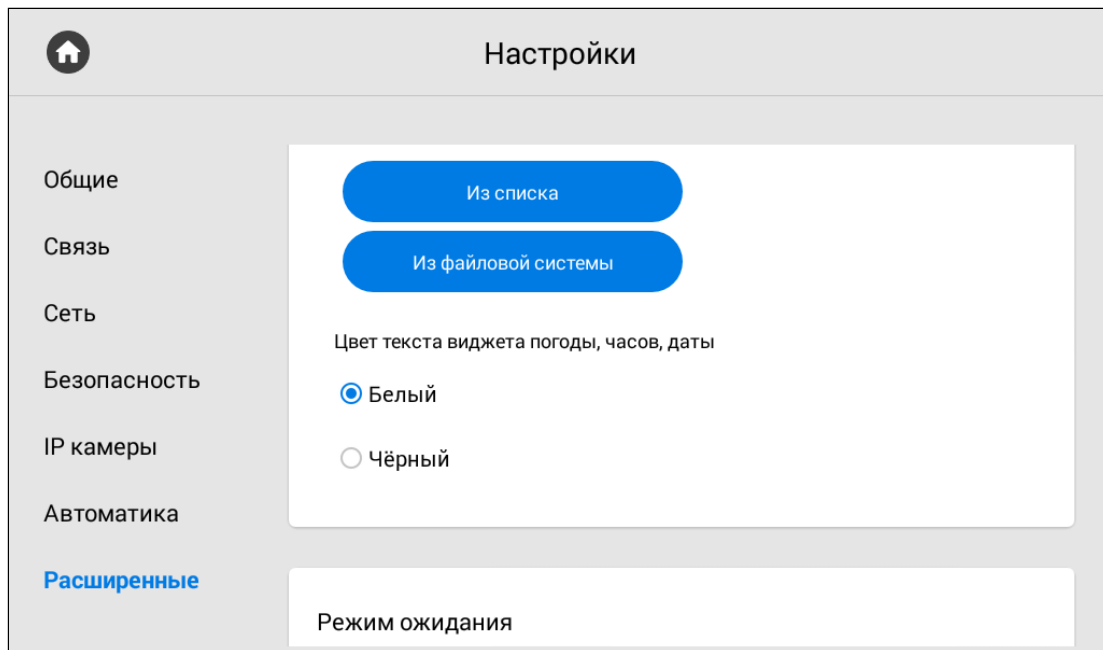 Настройки
Общие
Связь
Сеть
Безопасность
IP камеры
Автоматика
Расширенные
Из списка
Из файловой системы
Цвет текста виджета погоды, часов, даты
Белый
Чёрный
Режим ожидания